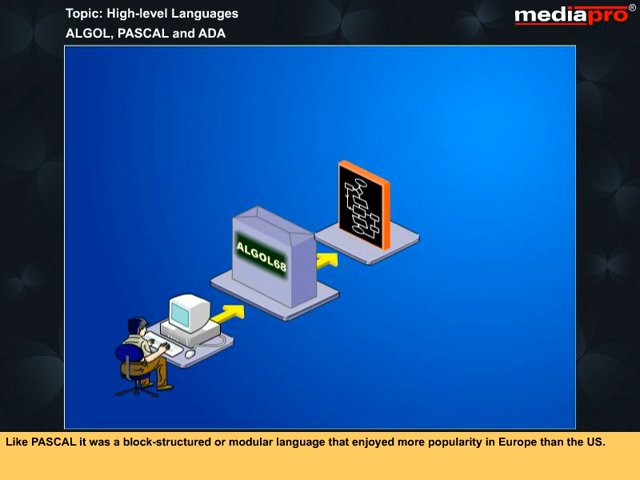 Topic: High-level Languages
mediapro®
ALGOL, PASCAL and ADA
ALGOL68
Like PASCAL it was a block-structured or modular language that enjoyed more popularity in Europe than the US.